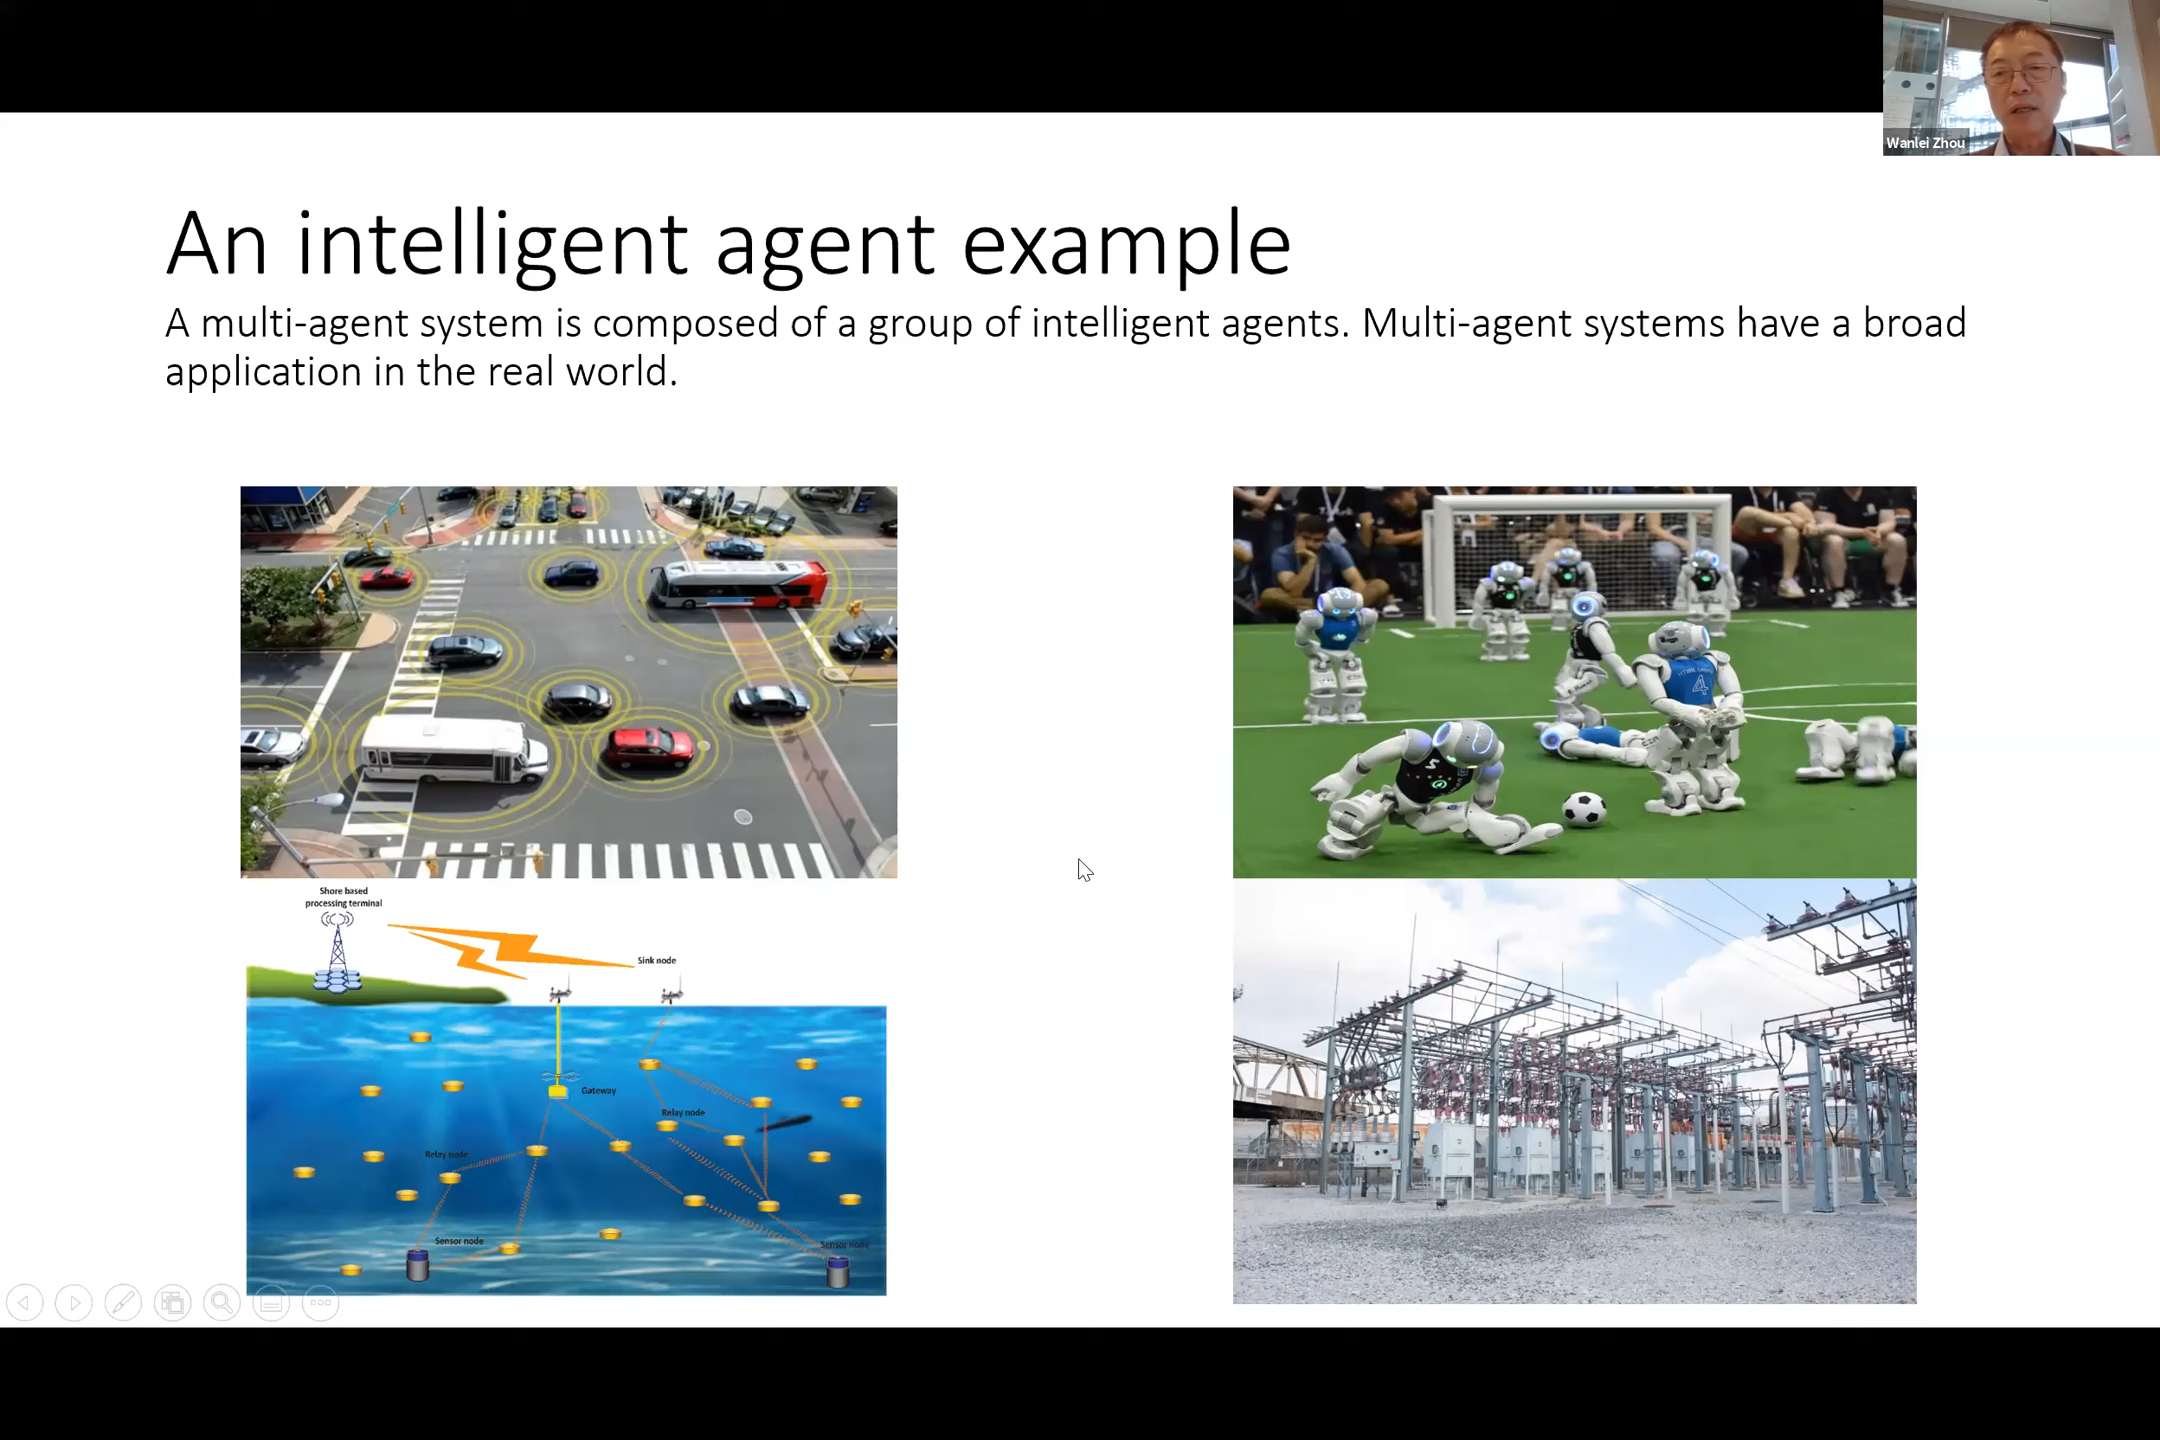 Wanlei Zhou
An intelligent agent example
A multi-agent system is composed of a group of intelligent agents. Multi-agent systems have a broad
application in the real world.
4
5
Shore based
processing terminal
Sink node
Gateway
Relay node
Relay node
Sensor node
Sensor node